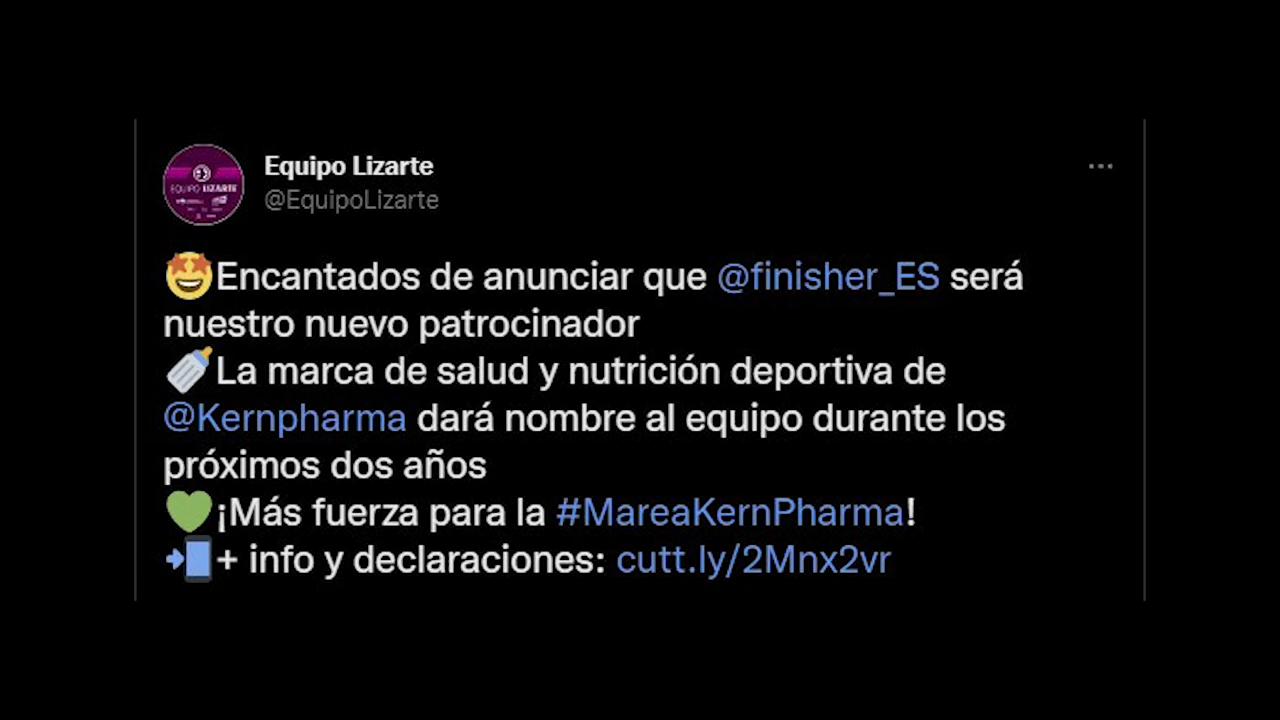 Equipo Lizarte
@EquipoLizarte
EQUIPO LIZARTE
🤩Encantados de anunciar que @finisher_ES será
nuestro nuevo patrocinador
🍼La marca de salud y nutrición deportiva de
@Kernpharma dará nombre al equipo durante los
próximos dos años
💚¡Más fuerza para la #MareaKernPharma!
📲+ info y declaraciones: cutt.ly/2Mnx2vr